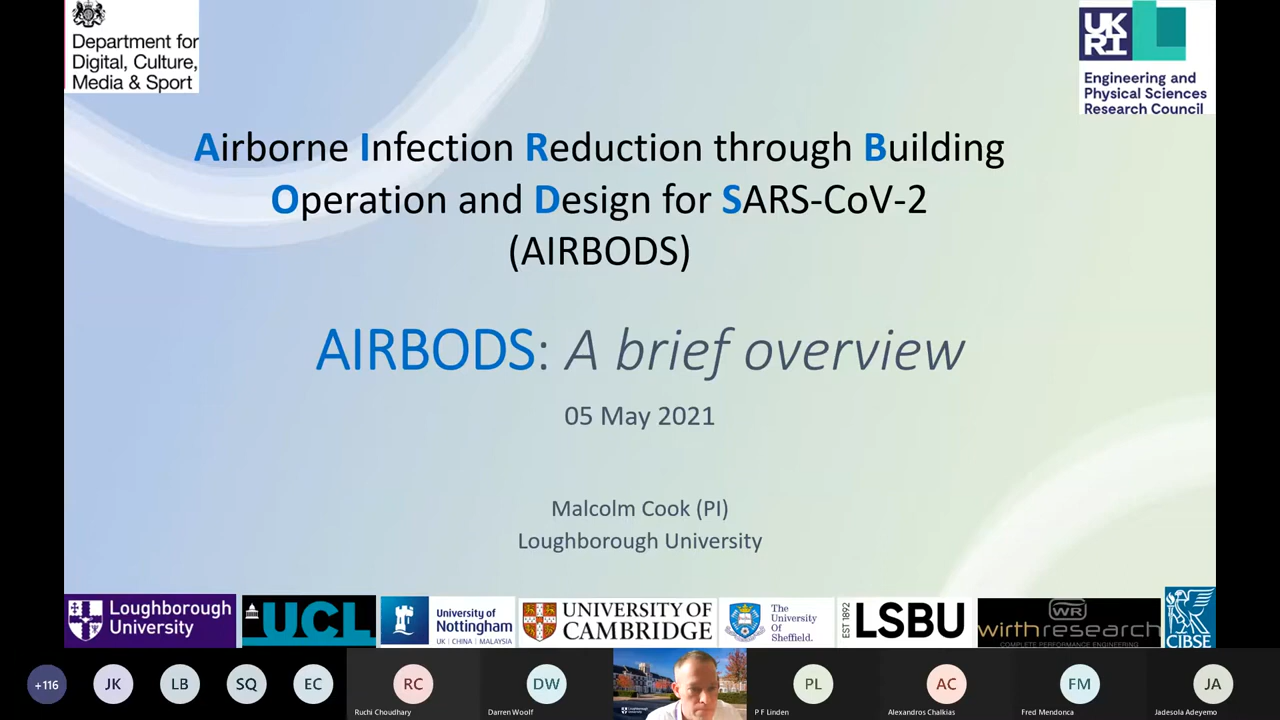 Department for
Digital, Culture,
Media & Sport
UK
RI
Engineering and
Physical Sciences
Research Council
Airborne Infection Reduction through Building
Operation and Design for SARS-CoV-2
(AIRBODS)
AIRBODS: A brief overview
05 May 2021
Malcolm Cook (PI)
Loughborough University
Loughborough
University
UCL
University of
Nottingham
UK | CHINA | MALAYSIA
UNIVERSITY OF
CAMBRIDGE
The
University
Of
Sheffield.
EST 1892
LSBU
WR
wirthresearch
COMPLETE PERFORMANCE ENGINEERING
CIBSE
+116
JK
LB
SQ
EC
RC
Ruchi Choudhary
DW
Darren Woolf
Loughborough
University
PL
P F Linden
AC
Alexandros Chalkias
FM
Fred Mendonca
JA
Jadesola Adeyemo